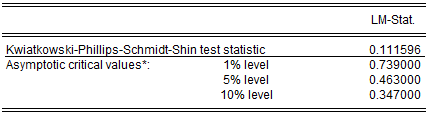 LM-Stat.
Kwiatkowski-Phillips-Schmidt-Shin test statistic 0.111596
Asymptotic critical values*: 1% level 0.739000
5% level 0.463000
10% level 0.347000